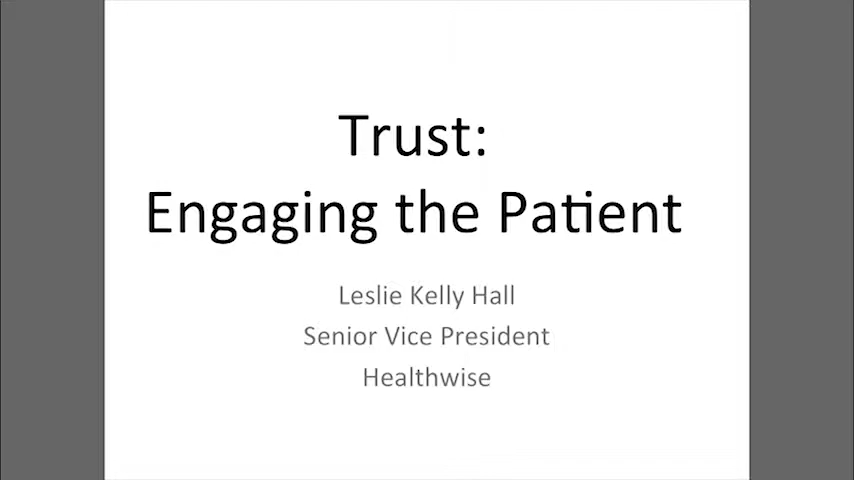 Trust:
Engaging the Patient
Leslie Kelly Hall
Senior Vice President
Healthwise